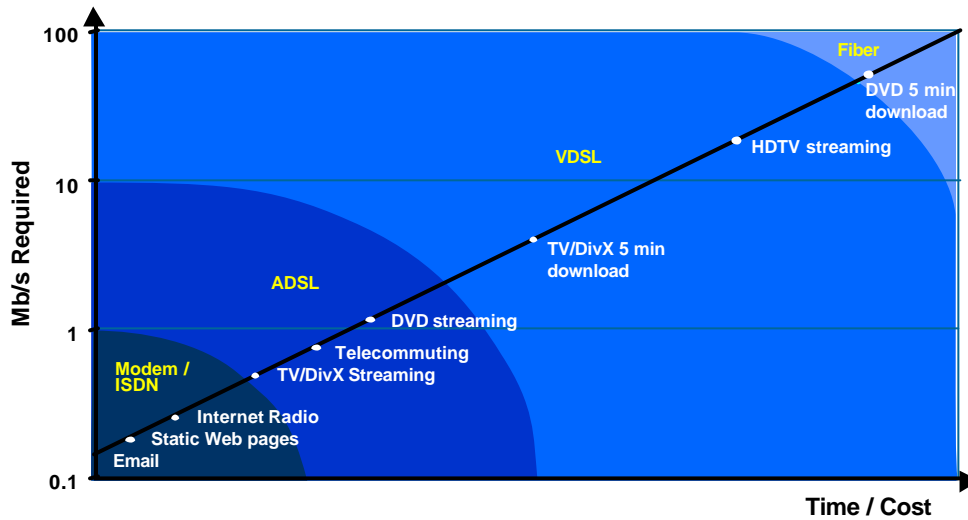 100
Fiber
DVD 5 min
download
HDTV streaming
VDSL
10
Mb/s Required
TV/DivX 5 min
download
ADSL
DVD streaming
1
Telecommuting
Modem /
ISDN
TV/DivX Streaming
Internet Radio
Static Web pages
Email
0.1
Time / Cost